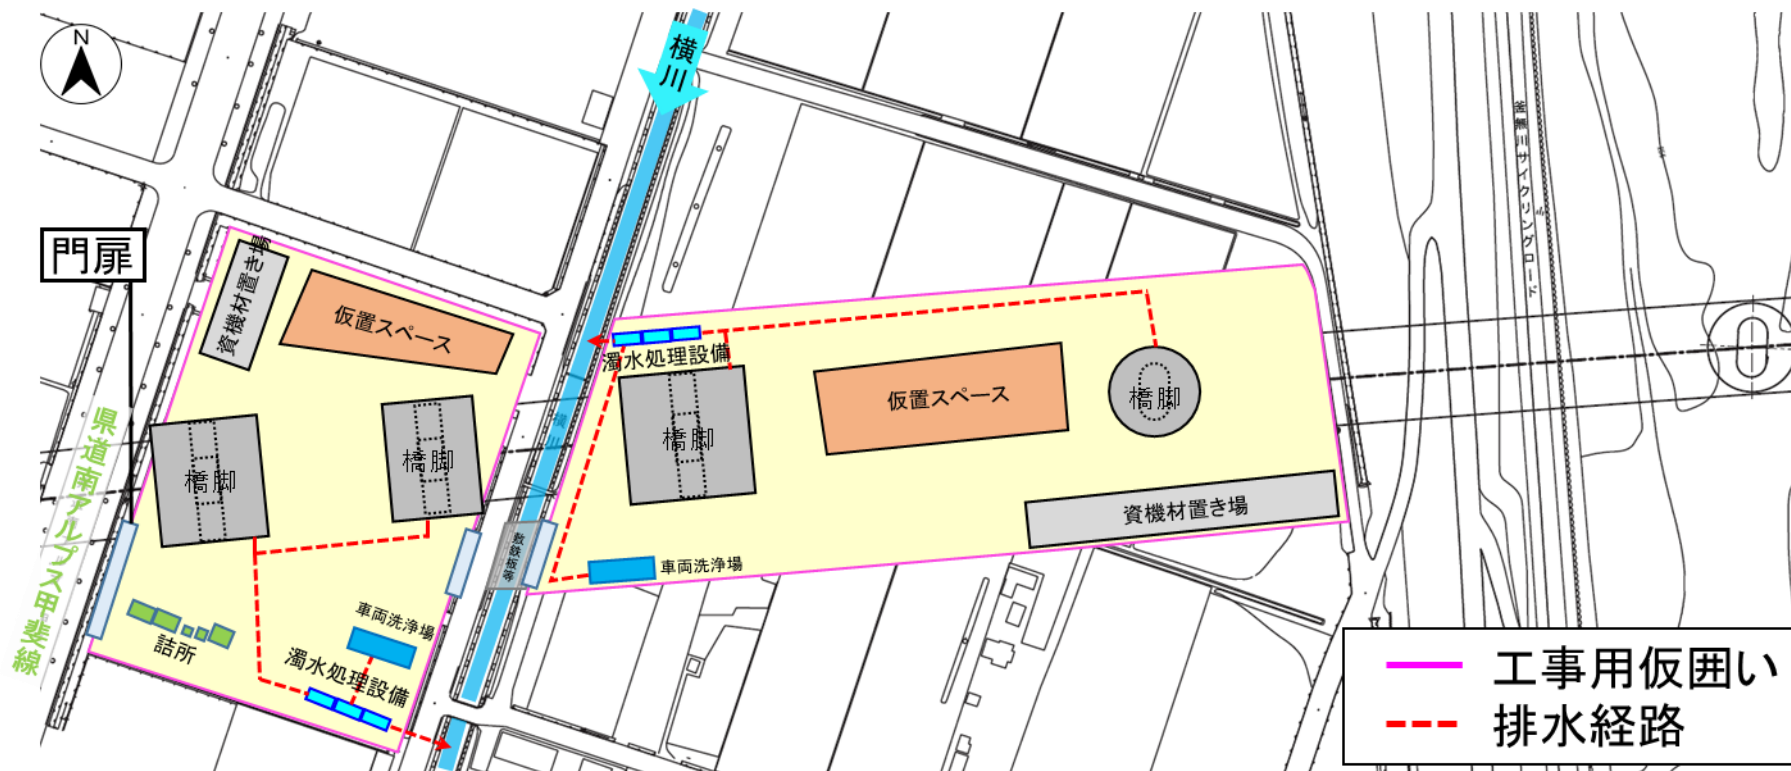 N
横川
門扉
資機材置き場
仮置スペース
濁水処理設備
橋脚
橋脚
横川
橋脚
仮置スペース
橋脚
資機材置き場
敷鉄板等
車両洗浄場
車両洗浄場
詰所
濁水処理設備
県道南アルプス甲斐線
釜無川サイクリングロード
工事用仮囲い
排水経路